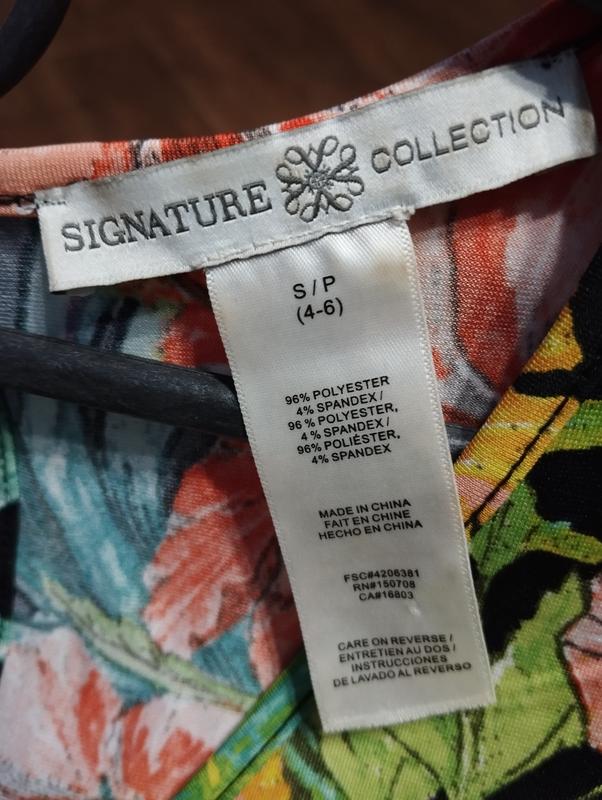 SIGNATURE COLLECTION
S / P
(4-6)
96% POLYESTER
4% SPANDEX /
96 % POLYESTER,
4 % SPANDEX /
96% POLIÉSTER,
4% SPANDEX
MADE IN CHINA
FAIT EN CHINE
HECHO EN CHINA
FSC#4206381
RN#150708
CA#16803
CARE ON REVERSE /
ENTRETIEN AU DOS /
INSTRUCCIONES
DE LAVADO AL REVERSO